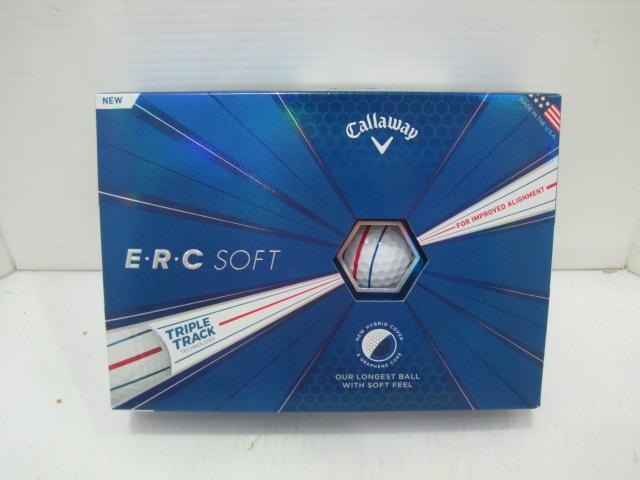 NEW
MADE IN THE U.S.A.
Callaway
FOR IMPROVED ALIGNMENT
E·R·C SOFT
TRIPLE
TRACK
TECHNOLOGY
NEW HYBRID COVER
& GRAPHENE CORE
OUR LONGEST BALL
WITH SOFT FEEL